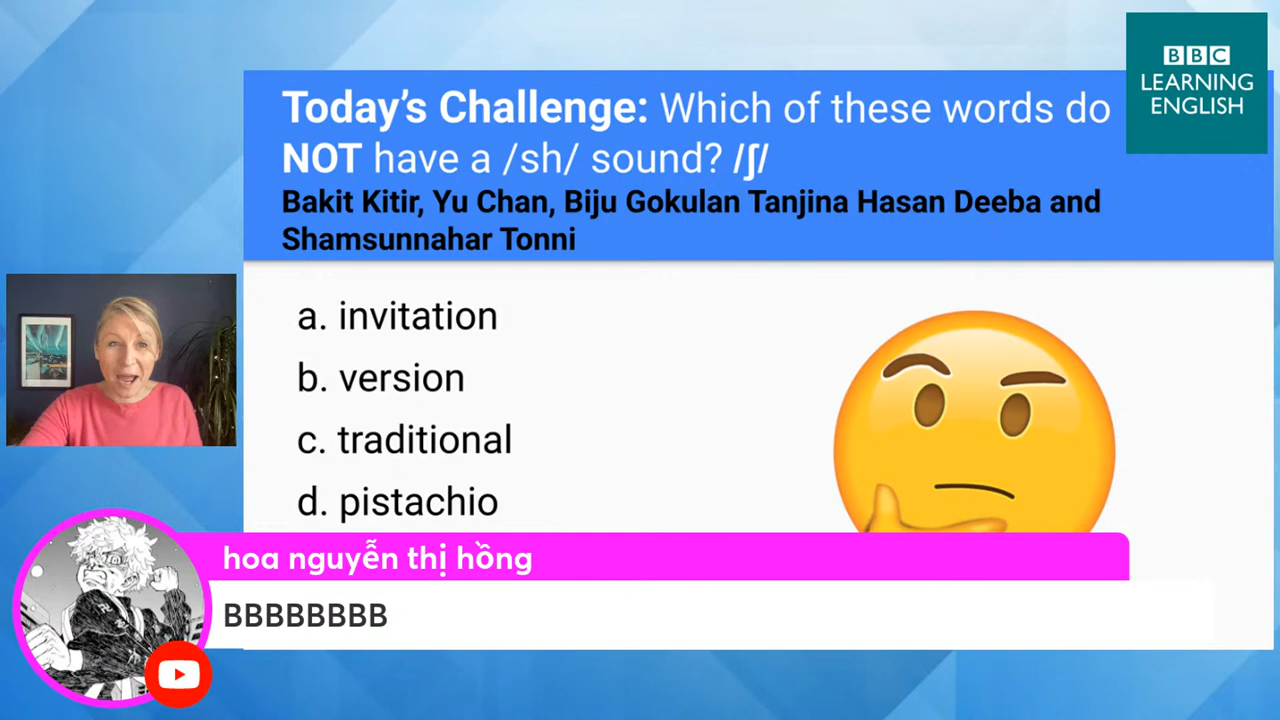 BBC
LEARNING
ENGLISH
Today's Challenge: Which of these words do
NOT have a /sh/ sound? /ʃ/
Bakit Kitir, Yu Chan, Biju Gokulan Tanjina Hasan Deeba and
Shamsunnahar Tonni
a. invitation
b. version
c. traditional
d. pistachio
hoa nguyễn thị hồng
BBBBBBBB